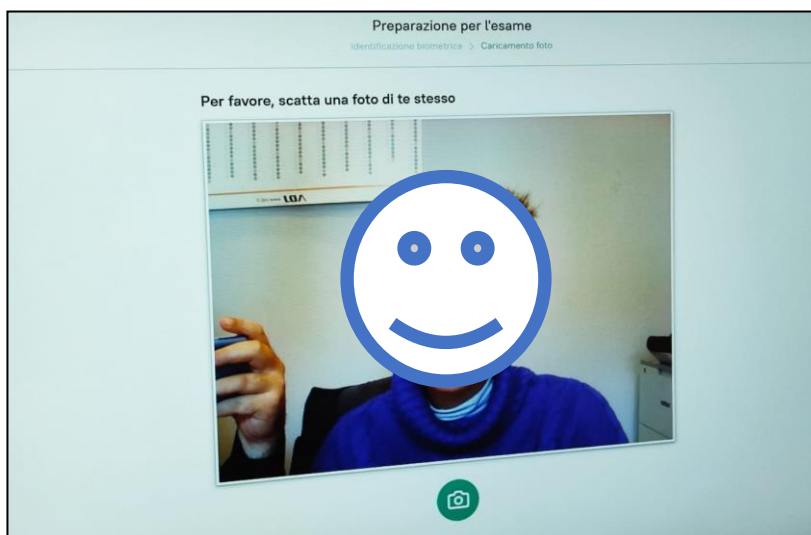 Preparazione per l'esame
Identificazione biometrica > Caricamento foto
Per favore, scatta una foto di te stesso